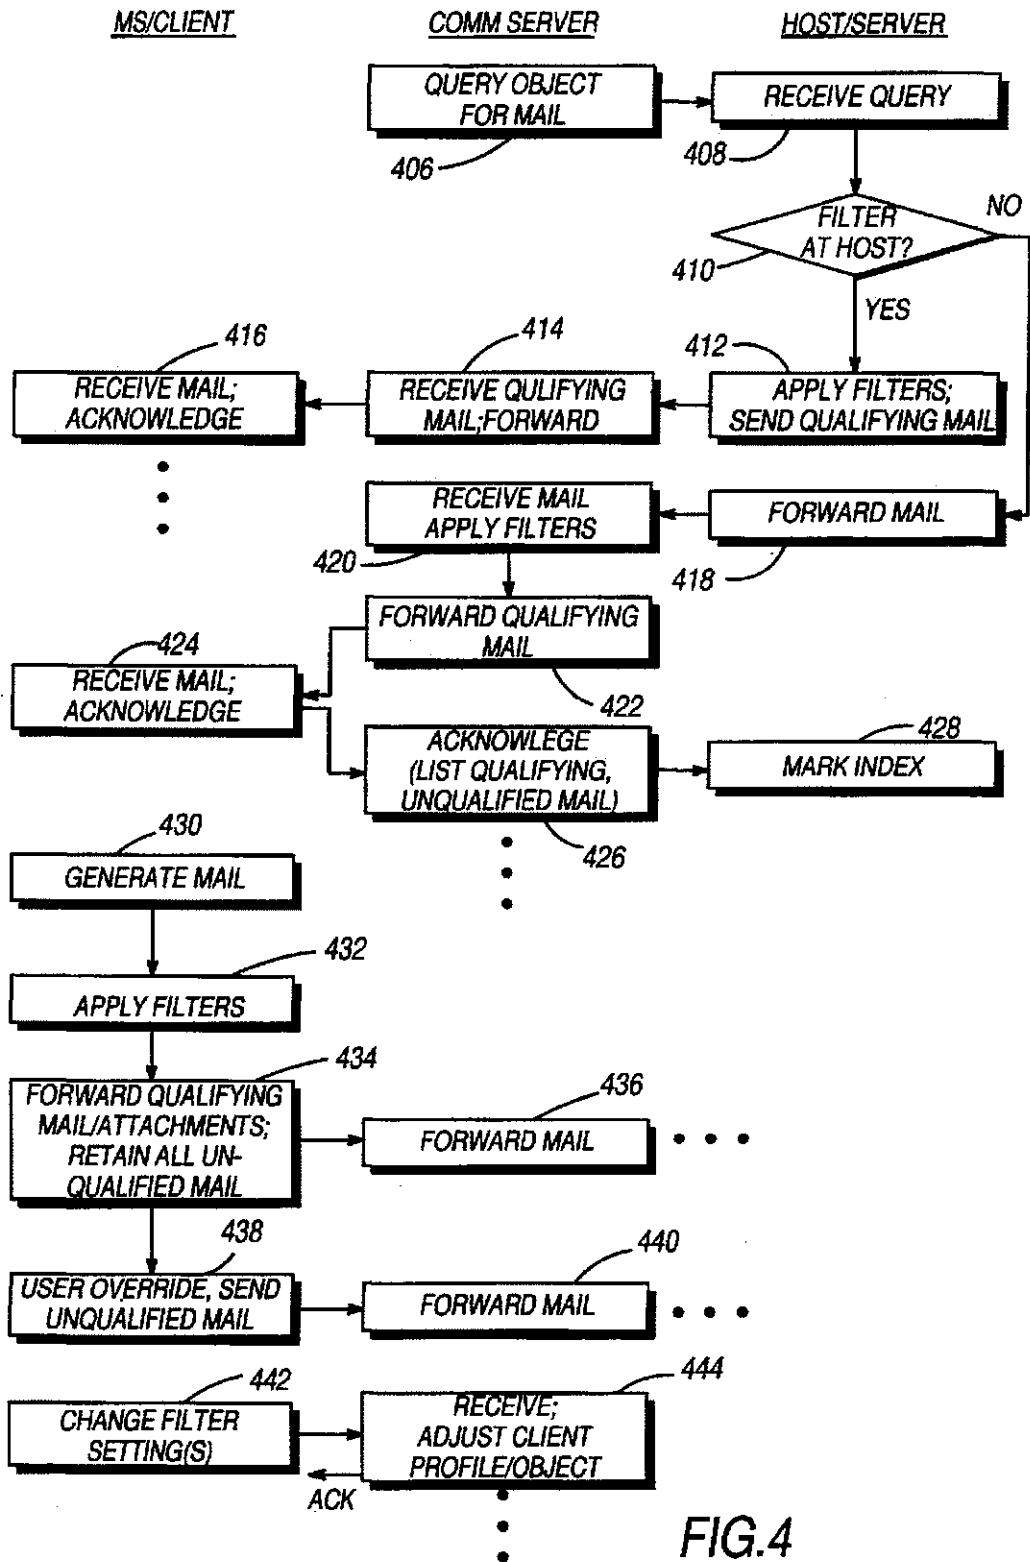 MS/CLIENT
COMM SERVER
HOST/SERVER
QUERY OBJECT
FOR MAIL
406
RECEIVE QUERY
408
FILTER
AT HOST?
410
NO
YES
416
RECEIVE MAIL;
ACKNOWLEDGE
414
RECEIVE QULIFYING
MAIL;FORWARD
412
APPLY FILTERS;
SEND QUALIFYING MAIL
RECEIVE MAIL
APPLY FILTERS
420
FORWARD MAIL
418
FORWARD QUALIFYING
MAIL
422
424
RECEIVE MAIL;
ACKNOWLEDGE
ACKNOWLEGE
(LIST QUALIFYING,
UNQUALIFIED MAIL)
426
428
MARK INDEX
430
GENERATE MAIL
432
APPLY FILTERS
434
FORWARD QUALIFYING
MAIL/ATTACHMENTS;
RETAIN ALL UN-
QUALIFIED MAIL
436
FORWARD MAIL
438
USER OVERRIDE, SEND
UNQUALIFIED MAIL
440
FORWARD MAIL
442
CHANGE FILTER
SETTING(S)
444
RECEIVE;
ADJUST CLIENT
PROFILE/OBJECT
ACK
FIG.4